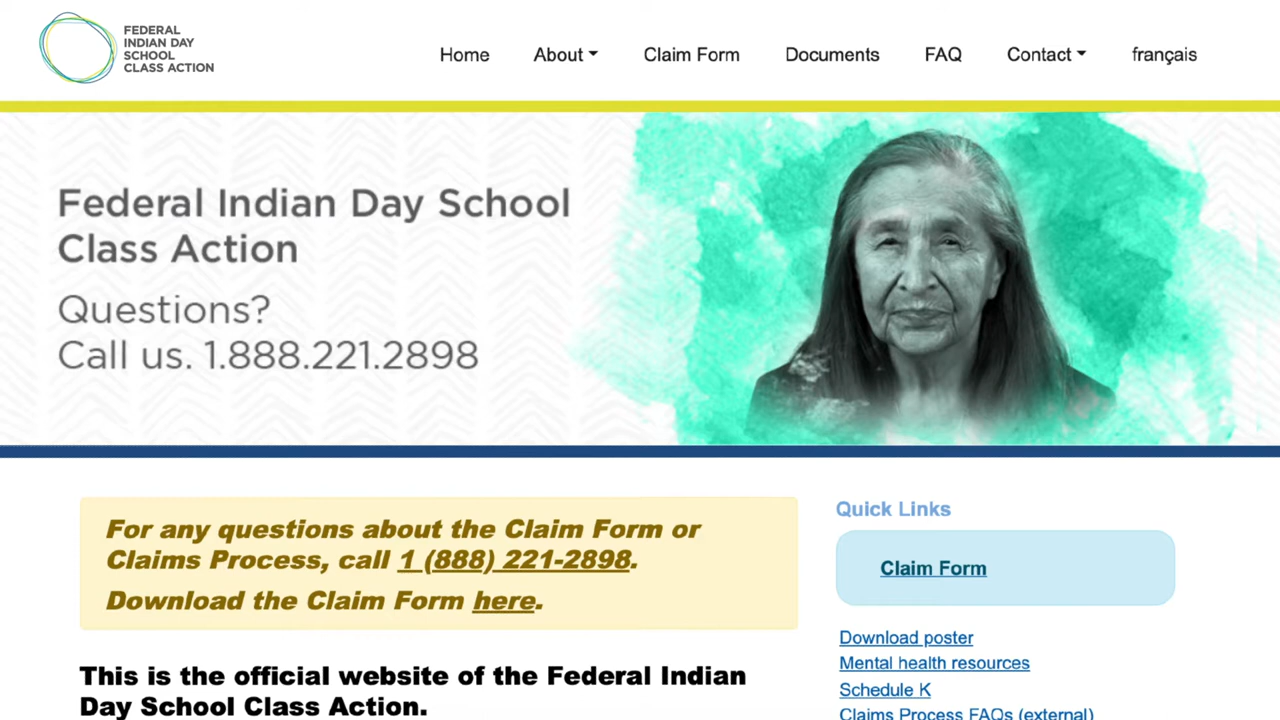 FEDERAL
INDIAN DAY
SCHOOL
CLASS ACTION
Home About Claim Form Documents FAQ Contact français
Federal Indian Day School
Class Action
Questions?
Call us. 1.888.221.2898
For any questions about the Claim Form or
Claims Process, call 1 (888) 221-2898.
Download the Claim Form here.
This is the official website of the Federal Indian
Day School Class Action.
Quick Links
Claim Form
Download poster
Mental health resources
Schedule K
Claims Process FAQs (external)